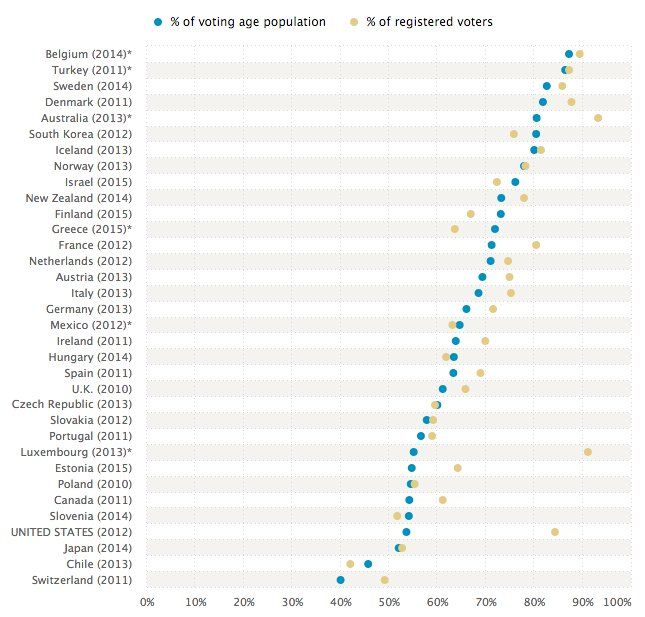 % of voting age population % of registered voters
Belgium (2014)*
Turkey (2011)*
Sweden (2014)
Denmark (2011)
Australia (2013)*
South Korea (2012)
Iceland (2013)
Norway (2013)
Israel (2015)
New Zealand (2014)
Finland (2015)
Greece (2015)*
France (2012)
Netherlands (2012)
Austria (2013)
Italy (2013)
Germany (2013)
Mexico (2012)*
Ireland (2011)
Hungary (2014)
Spain (2011)
U.K. (2010)
Czech Republic (2013)
Slovakia (2012)
Portugal (2011)
Luxembourg (2013)*
Estonia (2015)
Poland (2010)
Canada (2011)
Slovenia (2014)
UNITED STATES (2012)
Japan (2014)
Chile (2013)
Switzerland (2011)
0% 10% 20% 30% 40% 50% 60% 70% 80% 90% 100%